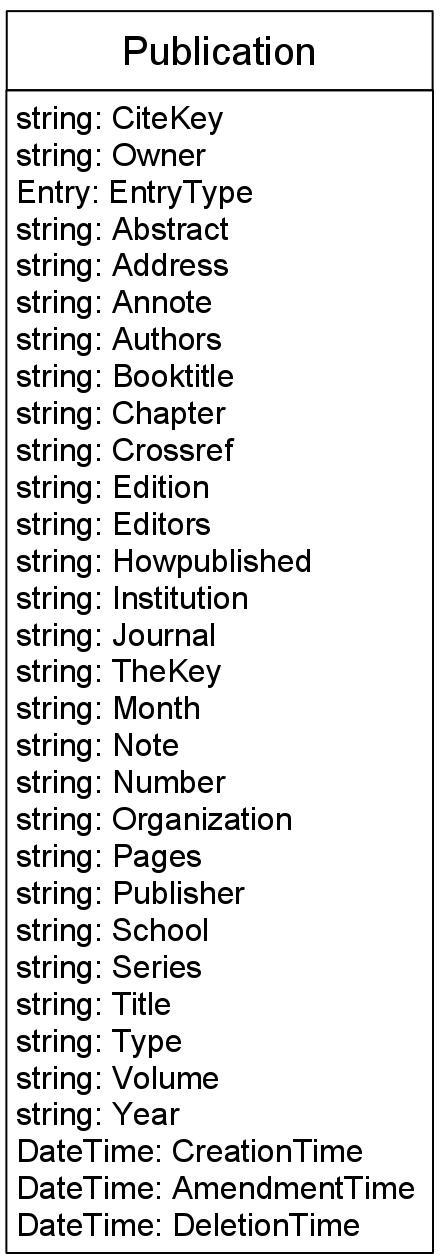 Publication
string: CiteKey
string: Owner
Entry: EntryType
string: Abstract
string: Address
string: Annote
string: Authors
string: Booktitle
string: Chapter
string: Crossref
string: Edition
string: Editors
string: Howpublished
string: Institution
string: Journal
string: TheKey
string: Month
string: Note
string: Number
string: Organization
string: Pages
string: Publisher
string: School
string: Series
string: Title
string: Type
string: Volume
string: Year
DateTime: CreationTime
DateTime: AmendmentTime
DateTime: DeletionTime